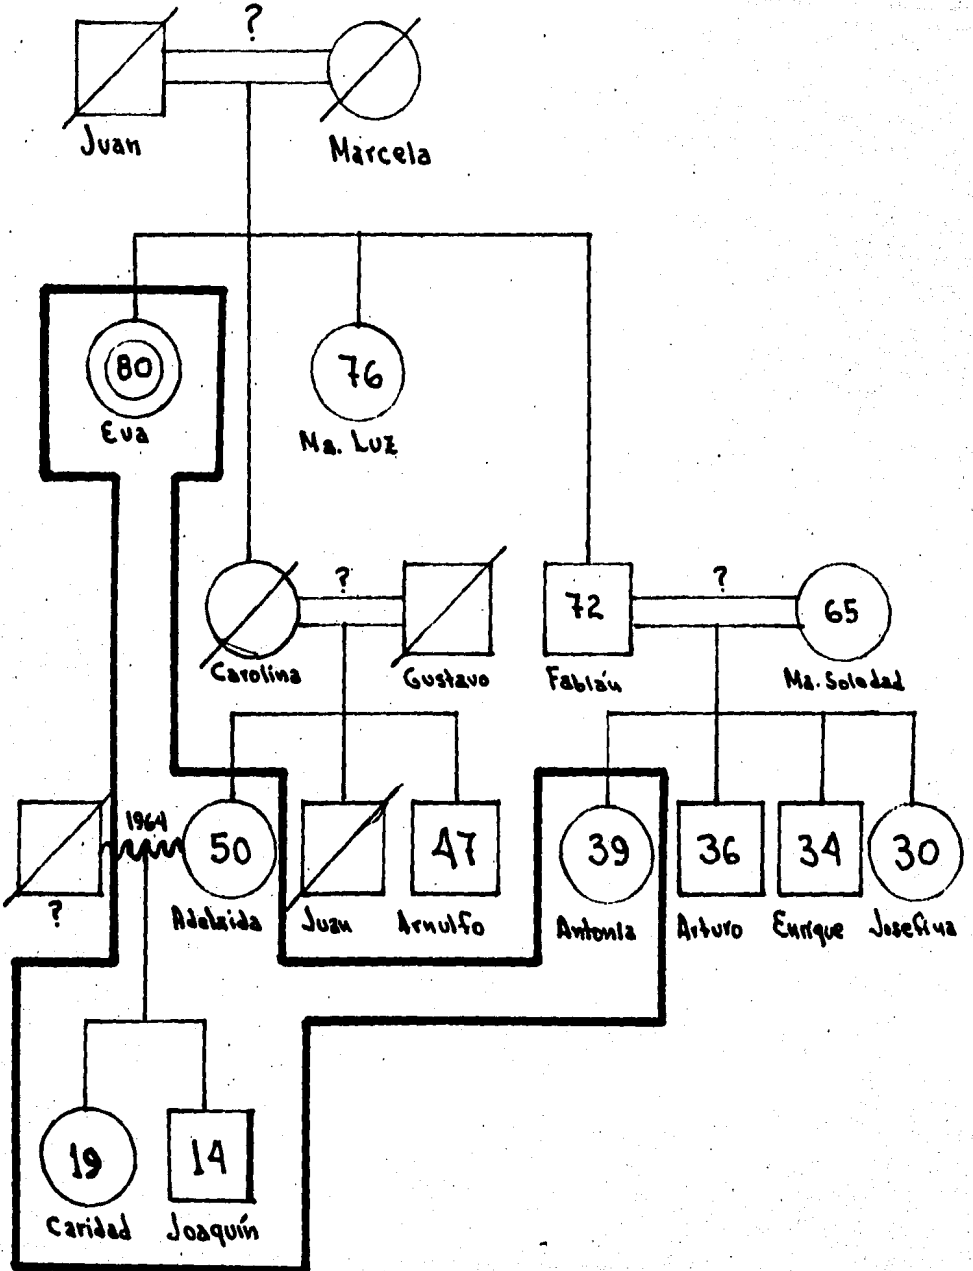 ?
Juan
Marcela
80
Eva
76
Ma. Luz
?
Carolina
Gustavo
72
Fabián
?
65
Ma. Soledad
?
1964
50
Adelaida
Juan
47
Arnulfo
39
Antonia
36
Arturo
34
Enrique
30
Josefina
19
Caridad
14
Joaquín